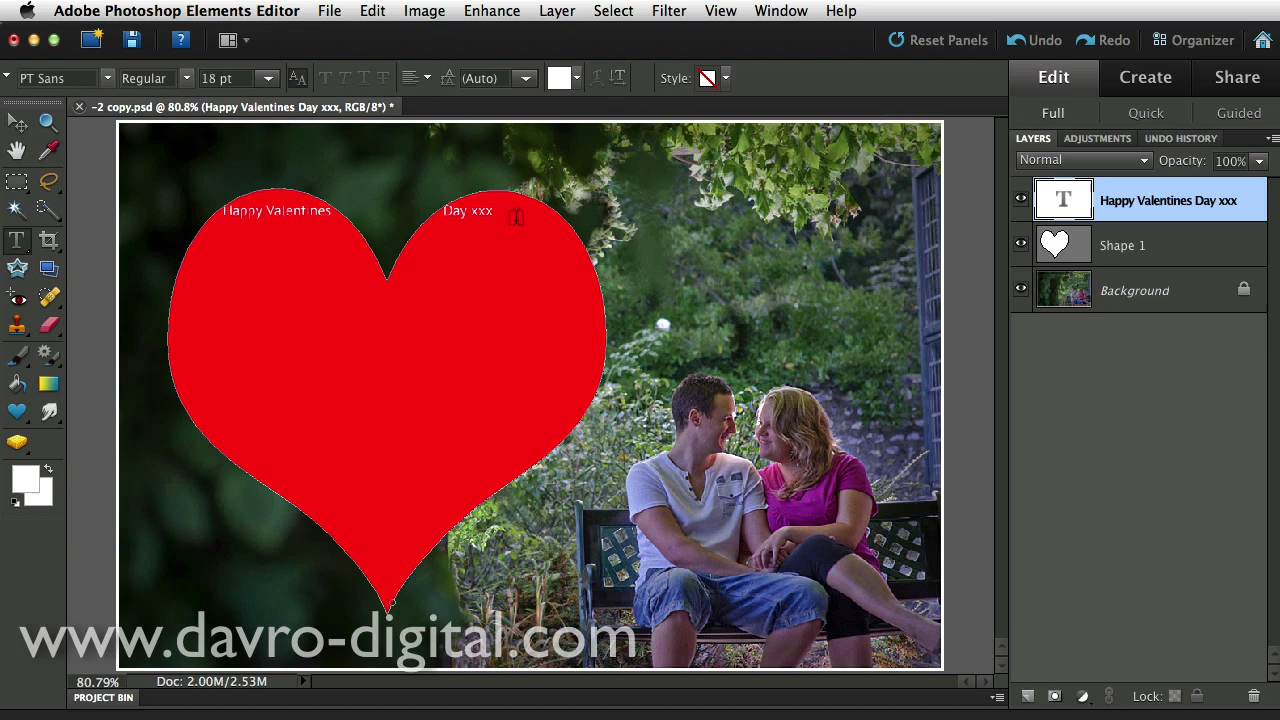 Adobe Photoshop Elements Editor File Edit Image Enhance Layer Select Filter View Window Help
? Reset Panels Undo Redo Organizer
PT Sans Regular 18 pt (Auto) Style:
Edit Create Share
-2 copy.psd @ 80.8% (Happy Valentines Day xxx, RGB/8*) *
Full Quick Guided
LAYERS ADJUSTMENTS UNDO HISTORY
Normal Opacity: 100%
Happy Valentines Day xxx
T Happy Valentines Day xxx
Shape 1
Background
www.davro-digital.com
80.79% Doc: 2.00M/2.53M
PROJECT BIN
Lock: